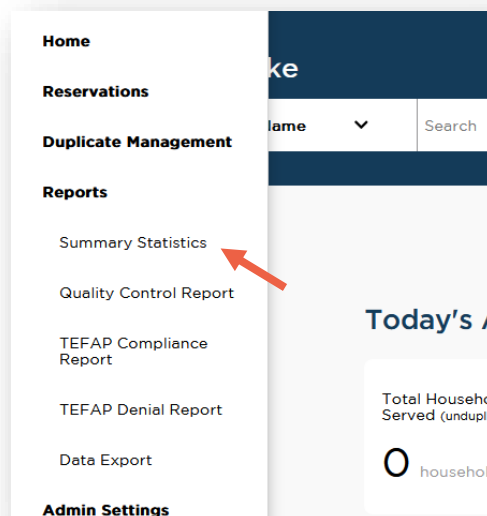 Home
ke
Reservations
lame
Search
Duplicate Management
Reports
Summary Statistics
Quality Control Report
Today's
TEFAP Compliance
Report
Total Househo
Served (undupl
TEFAP Denial Report
Data Export
0 househol
Admin Settings